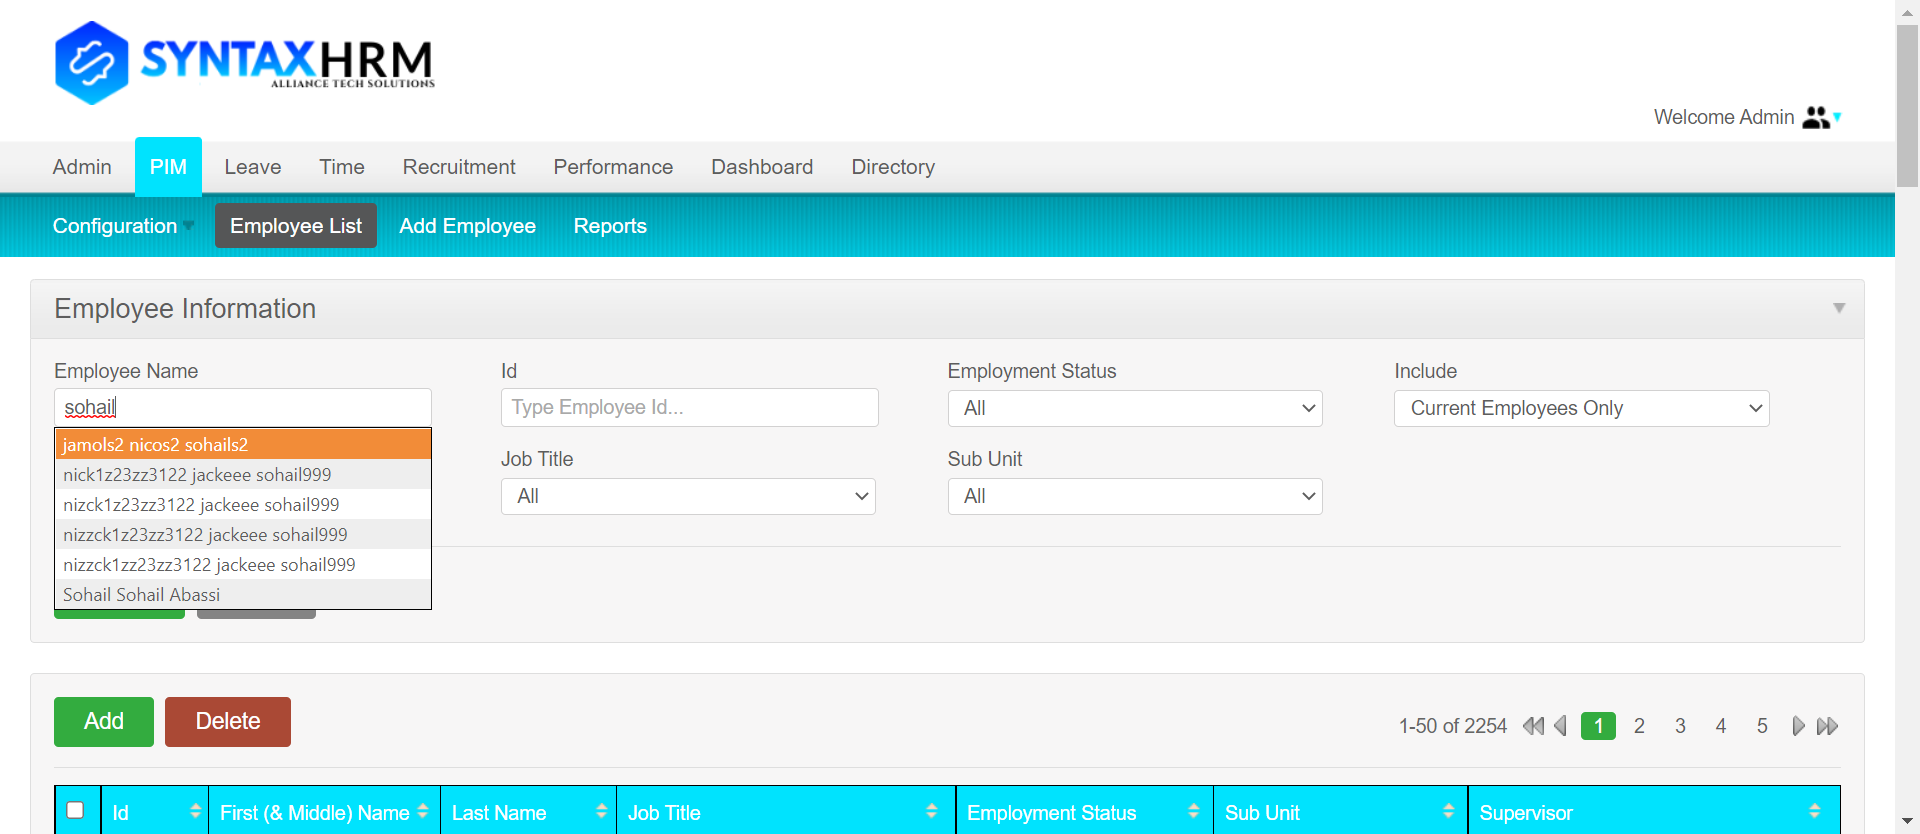 SYNTAXHRM
ALLIANCE TECH SOLUTIONS
Welcome Admin
Admin PIM Leave Time Recruitment Performance Dashboard Directory
Configuration Employee List Add Employee Reports
Employee Information
Employee Name Id Employment Status Include
sohail Type Employee Id... All Current Employees Only
jamols2 nicos2 sohails2
Job Title Sub Unit
nick1z23zz3122 jackeee sohail999
nizck1z23zz3122 jackeee sohail999 All All
nizzck1z23zz3122 jackeee sohail999
nizzck1zz23zz3122 jackeee sohail999
Sohail Sohail Abassi
Add Delete 1-50 of 2254 1 2 3 4 5
Id First (& Middle) Name Last Name Job Title Employment Status Sub Unit Supervisor